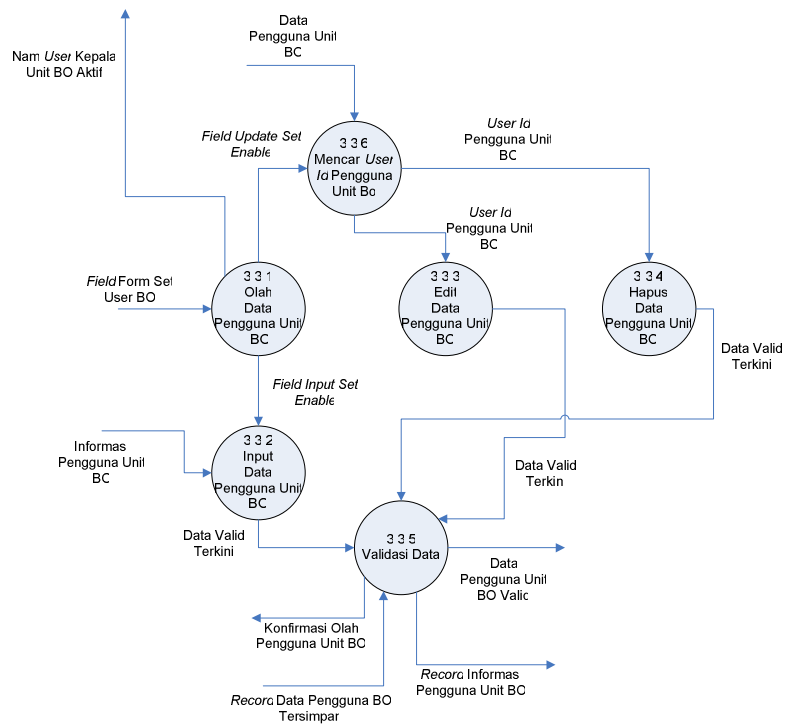 Data
Pengguna Unit
BC
Nam User Kepala
Unit BO Aktif
Field Update Set
Enable
3 3 6
Mencar User
Id Pengguna
Unit Bo
User Id
Pengguna Unit
BC
User Id
Pengguna Unit
BC
Field Form Set
User BO
3 3 1
Olah
Data
Pengguna Unit
BC
3 3 3
Edit
Data
Pengguna Unit
BC
3 3 4
Hapus
Data
Pengguna Unit
BC
Data Valid
Terkini
Field Input Set
Enable
Informas
Pengguna Unit
BC
3 3 2
Input
Data
Pengguna Unit
BC
Data Valid
Terkin
Data Valid
Terkini
3 3 5
Validasi Data
Data
Pengguna Unit
BO Valid
Konfirmasi Olah
Pengguna Unit BO
Record Informas
Pengguna Unit BO
Record Data Pengguna BO
Tersimpar